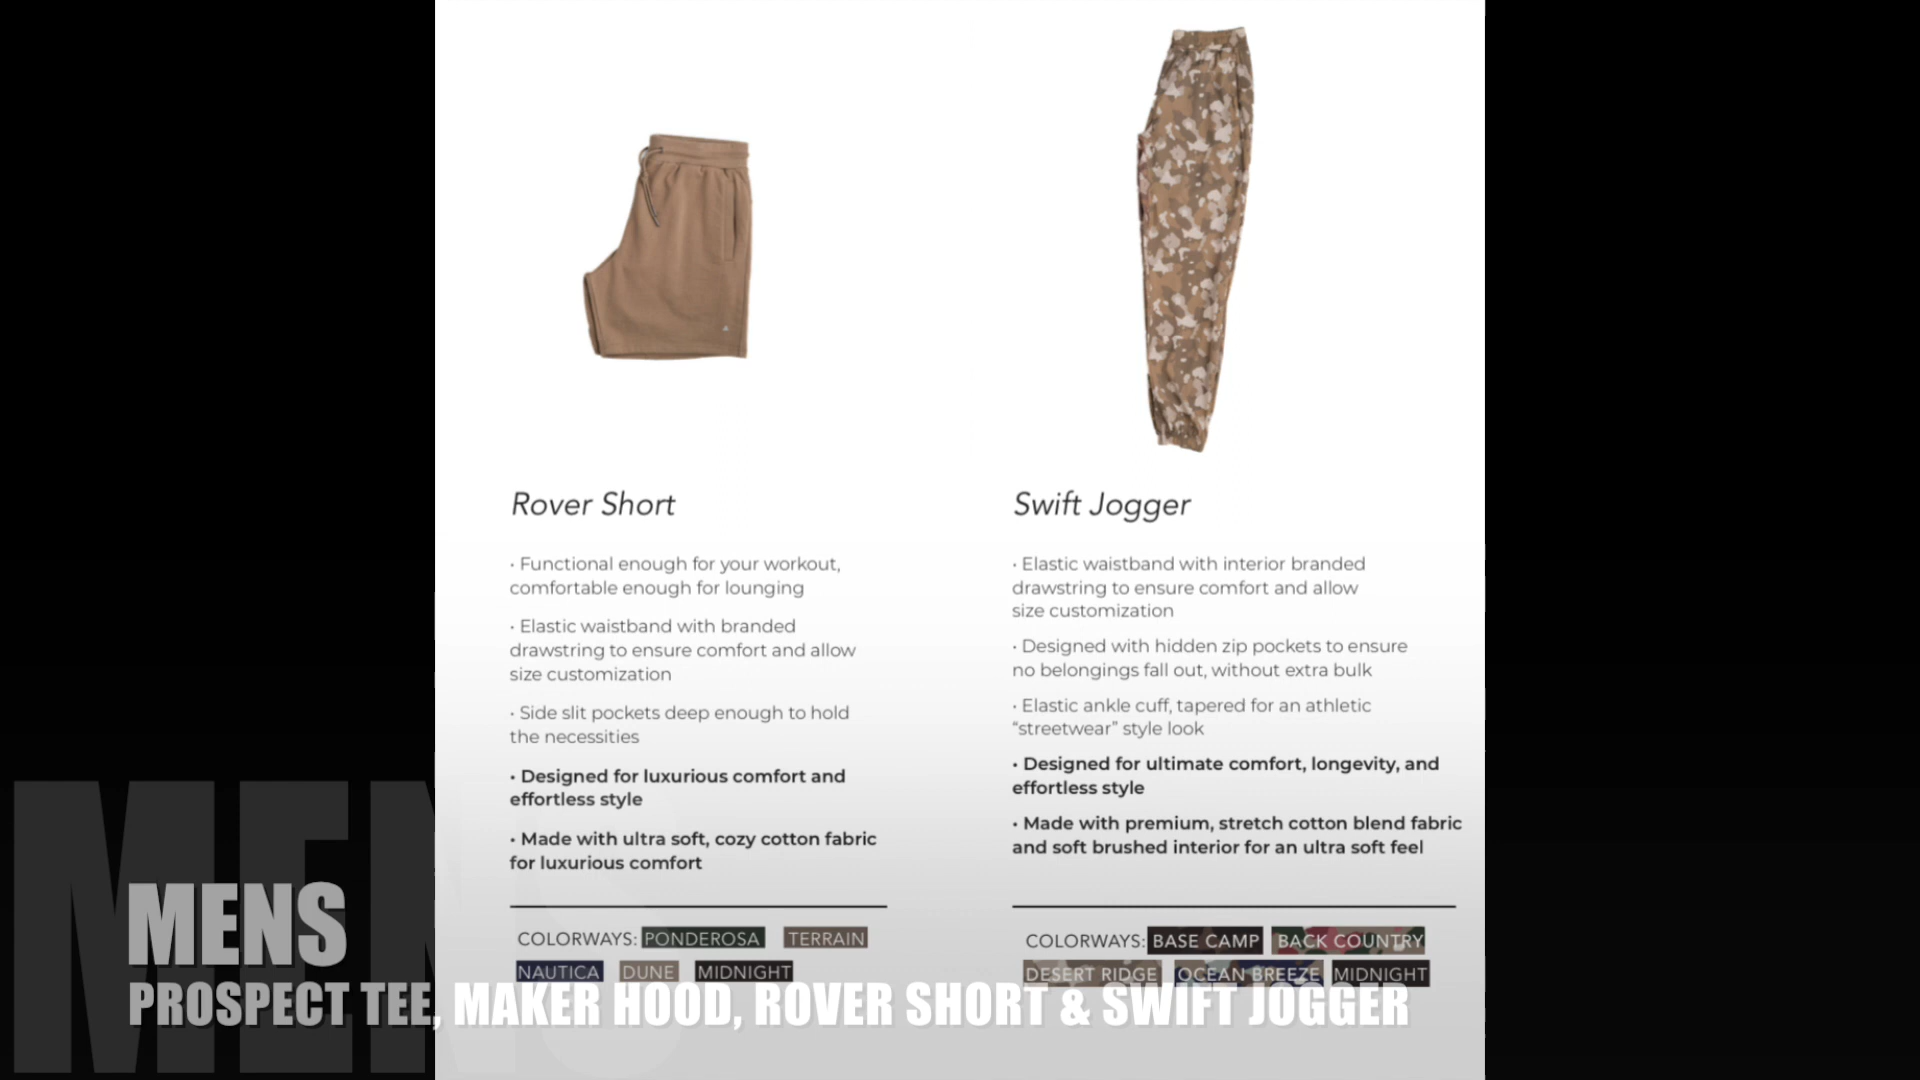 Rover Short
· Functional enough for your workout,
comfortable enough for lounging
· Elastic waistband with branded
drawstring to ensure comfort and allow
size customization
· Side slit pockets deep enough to hold
the necessities
· Designed for luxurious comfort and
effortless style
· Made with ultra soft, cozy cotton fabric
for luxurious comfort
COLORWAYS: PONDEROSA TERRAIN
NAUTICA DUNE MIDNIGHT
Swift Jogger
· Elastic waistband with interior branded
drawstring to ensure comfort and allow
size customization
· Designed with hidden zip pockets to ensure
no belongings fall out, without extra bulk
· Elastic ankle cuff, tapered for an athletic
“streetwear” style look
· Designed for ultimate comfort, longevity, and
effortless style
· Made with premium, stretch cotton blend fabric
and soft brushed interior for an ultra soft feel
COLORWAYS: BASE CAMP BACK COUNTRY
DESERT RIDGE OCEAN BREEZE MIDNIGHT
MENS
MENS
PROSPECT TEE, MAKER HOOD, ROVER SHORT & SWIFT JOGGER